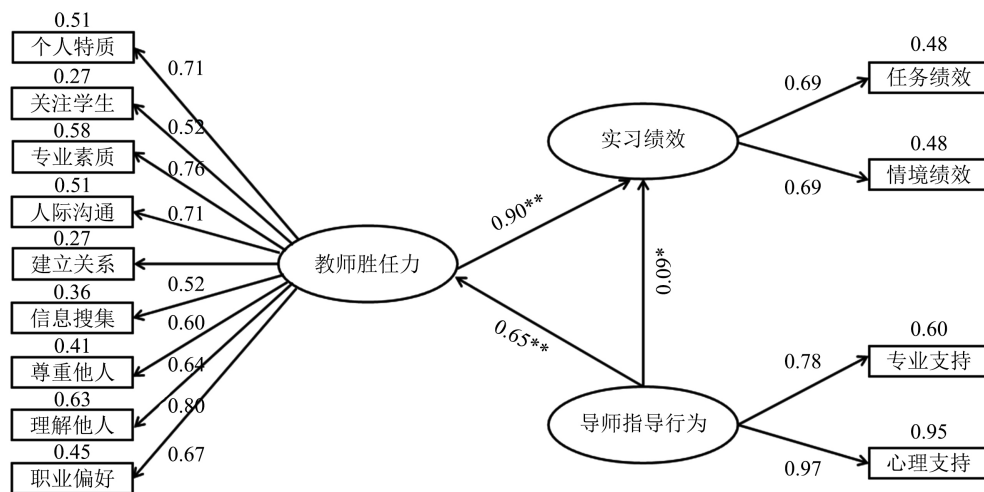 0.51
个人特质
0.71
0.27
关注学生
0.52
0.58
专业素质
0.76
0.51
人际沟通
0.71
0.27
建立关系
0.52
0.36
信息搜集
0.60
0.41
尊重他人
0.64
0.63
理解他人
0.80
0.45
职业偏好
0.67
教师胜任力
0.90**
0.65**
实习绩效
0.09*
导师指导行为
0.69
0.48
任务绩效
0.48
情境绩效
0.69
0.60
专业支持
0.78
0.95
心理支持
0.97